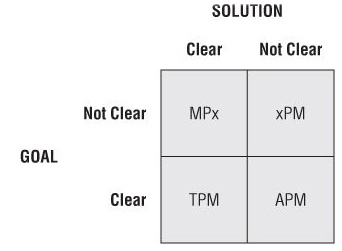 SOLUTION
Clear Not Clear
Not Clear MPx xPM
GOAL
Clear TPM APM